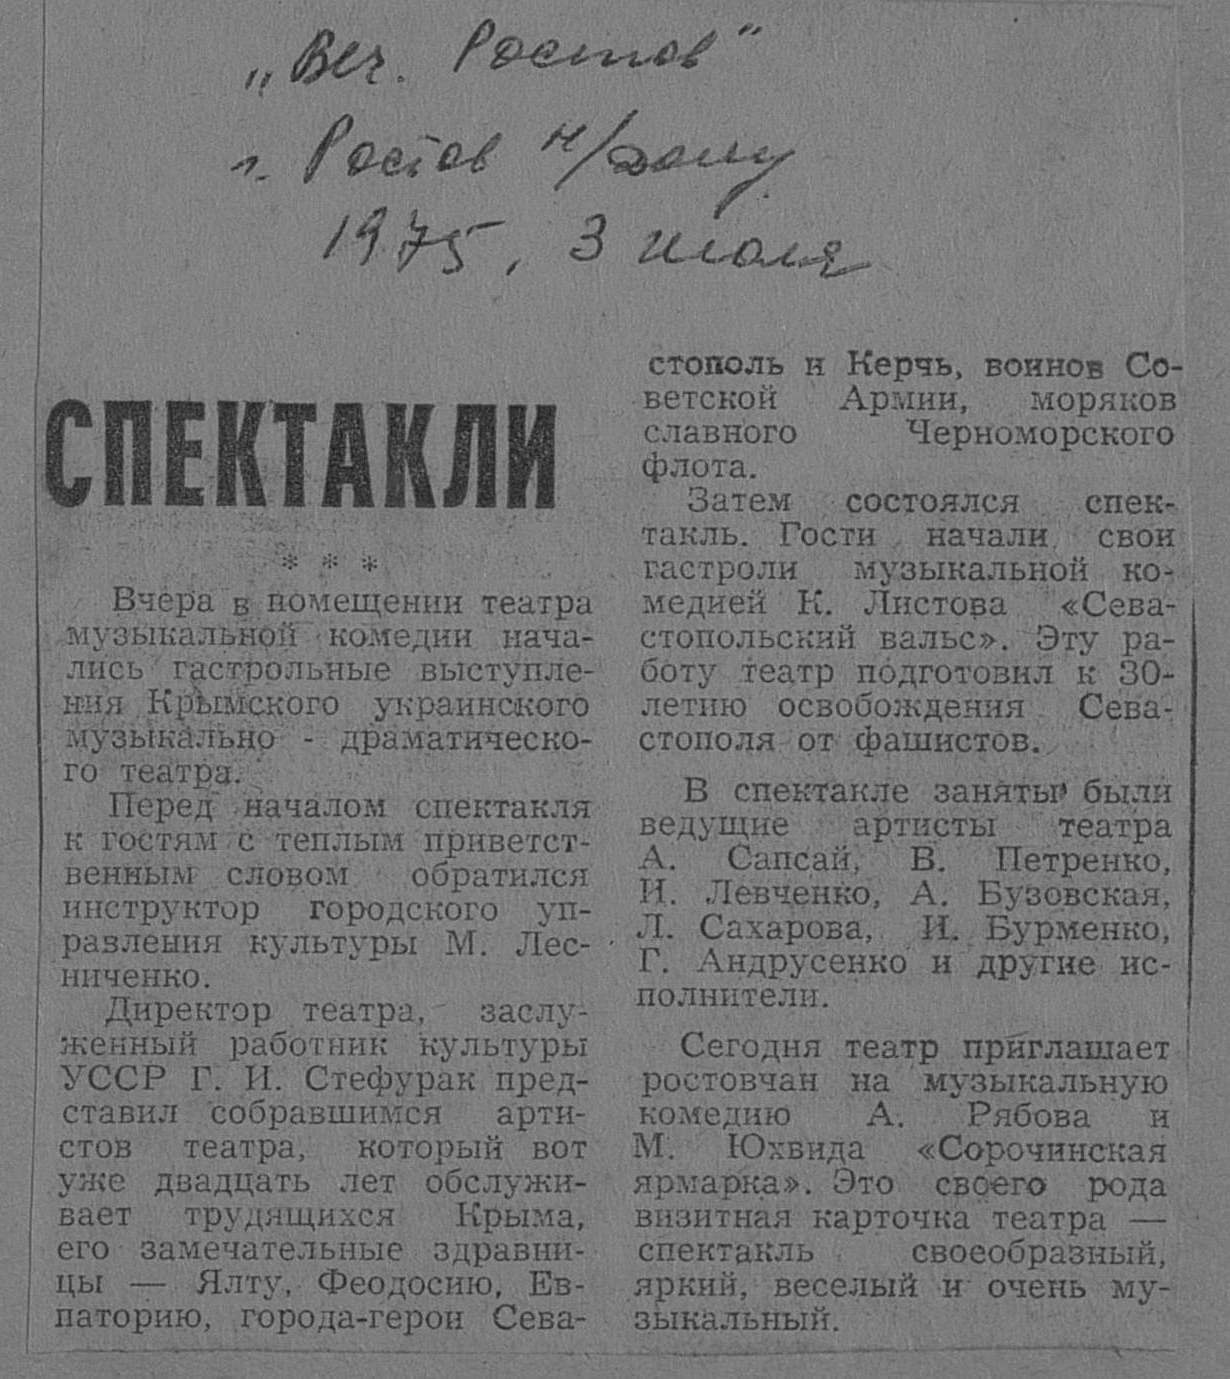 „Веч. Ростов"
г. Ростов н/Дону
1975, 3 июля
СПЕКТАКЛИ
* * *
Вчера в помещении театра
музыкальной комедии нача-
лись гастрольные выступле-
ния Крымского украинского
музыкально - драматическо-
го театра.
Перед началом спектакля
к гостям с теплым приветст-
венным словом обратился
инструктор городского уп-
равления культуры М. Лес-
ниченко.
Директор театра, заслу-
женный работник культуры
УССР Г. И. Стефурак пред-
ставил собравшимся арти-
стов театра, который вот
уже двадцать лет обслужи-
вает трудящихся Крыма,
его замечательные здравни-
цы — Ялту, Феодосию, Ев-
паторию, города-герои Сева-
стополь и Керчь, воинов Со-
ветской Армии, моряков
славного Черноморского
флота.
Затем состоялся спек-
такль. Гости начали свои
гастроли музыкальной ко-
медией К. Листова «Сева-
стопольский вальс». Эту ра-
боту театр подготовил к 30-
летию освобождения Сева-
стополя от фашистов.
В спектакле заняты были
ведущие артисты театра
А. Сапсай, В. Петренко,
И. Левченко, А. Бузовская,
Л. Сахарова, И. Бурменко,
Г. Андрусенко и другие ис-
полнители.
Сегодня театр приглашает
ростовчан на музыкальную
комедию А. Рябова и
М. Юхвида «Сорочинская
ярмарка». Это своего рода
визитная карточка театра —
спектакль своеобразный,
яркий, веселый и очень му-
зыкальный.